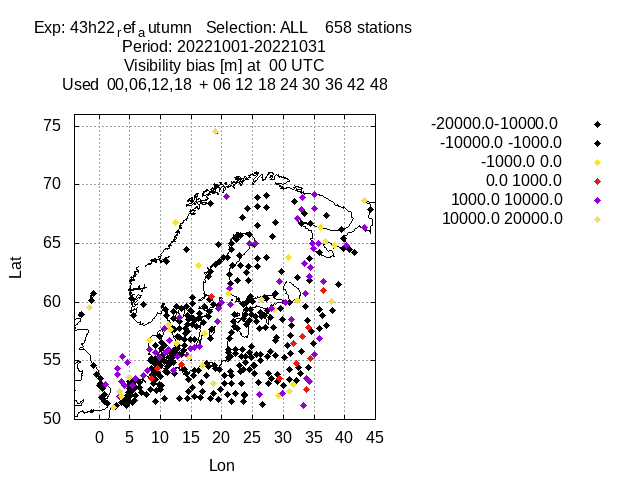 Exp: 43h22_ref_autumn Selection: ALL 658 stations
Period: 20221001-20221031
Visibility bias [m] at 00 UTC
Used 00,06,12,18 + 06 12 18 24 30 36 42 48
-20000.0-10000.0
-10000.0 -1000.0
-1000.0 0.0
0.0 1000.0
1000.0 10000.0
10000.0 20000.0
75
70
65
60
55
50
Lat
0 5 10 15 20 25 30 35 40 45
Lon